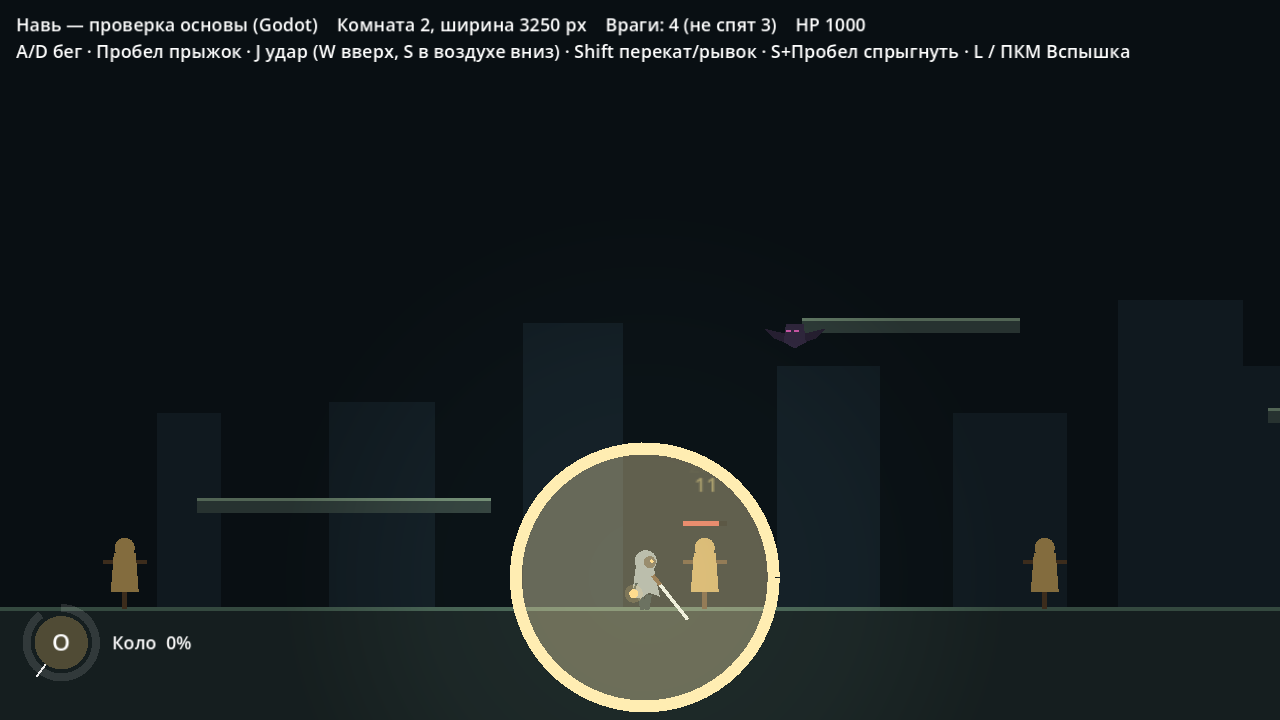 Навь — проверка основы (Godot)    Комната 2, ширина 3250 px    Враги: 4 (не спят 3)    HP 1000
A/D бег · Пробел прыжок · J удар (W вверх, S в воздухе вниз) · Shift перекат/рывок · S+Пробел спрыгнуть · L / ПКМ Вспышка
11
О Коло 0%